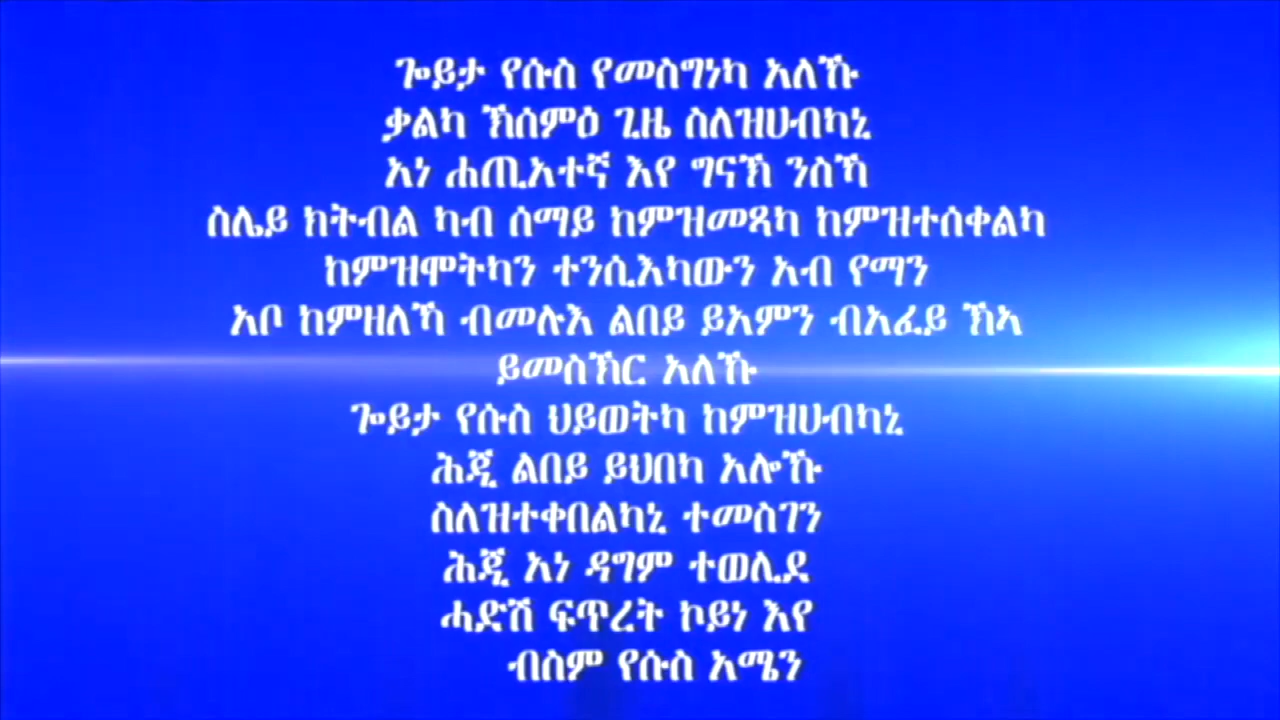 ጐይታ የሱስ የመስግነካ አለኹ
ቃልካ ኽሰምዕ ጊዜ ስለዝሀብካኒ
አነ ሐጢአተኛ እየ ግናኽ ንስኻ
ስሌይ ክትብል ካብ ሰማይ ከምዝመጻካ ከምዝተሰቀልካ
ከምዝሞትካን ተንሲእካውን አብ የማን
አቦ ከምዘለኻ ብመሉእ ልበይ ይአምን ብአፈይ ኽኣ
ይመስኽር አለኹ
ጐይታ የሱስ ህይወትካ ከምዝሀብካኒ
ሕጂ ልበይ ይህበካ አሎኹ
ስለዝተቀበልካኒ ተመስገን
ሕጂ አነ ዳግም ተወሊደ
ሓድሽ ፍጥረት ኮይነ እየ
ብስም የሱስ አሜን